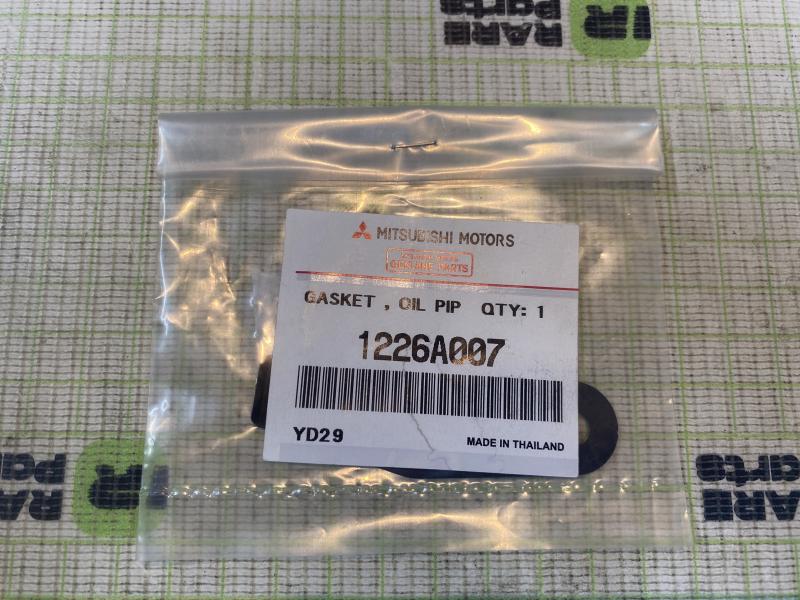 RARE
Parts
R
MITSUBISHI MOTORS
GENUINE PARTS
GASKET , OIL PIP QTY: 1
1226A007
YD29
MADE IN THAILAND
RARE
Parts
R
RARE
Parts